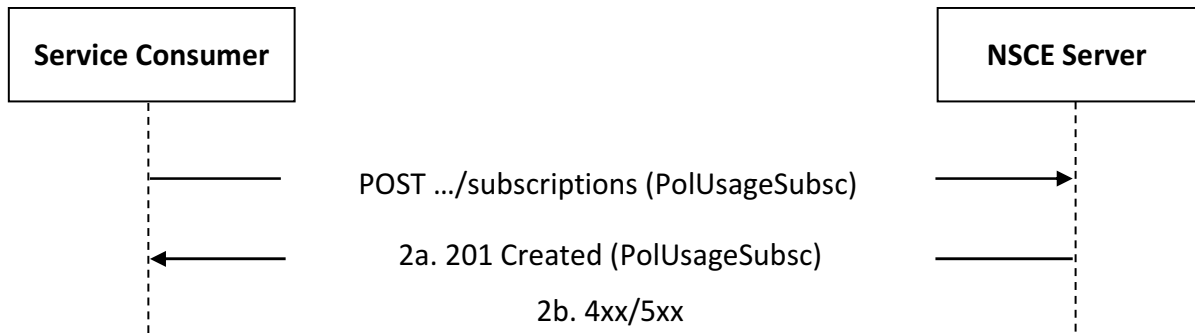 Service Consumer
NSCE Server
POST .../subscriptions (PolUsageSubsc)
2a. 201 Created (PolUsageSubsc)
2b. 4xx/5xx